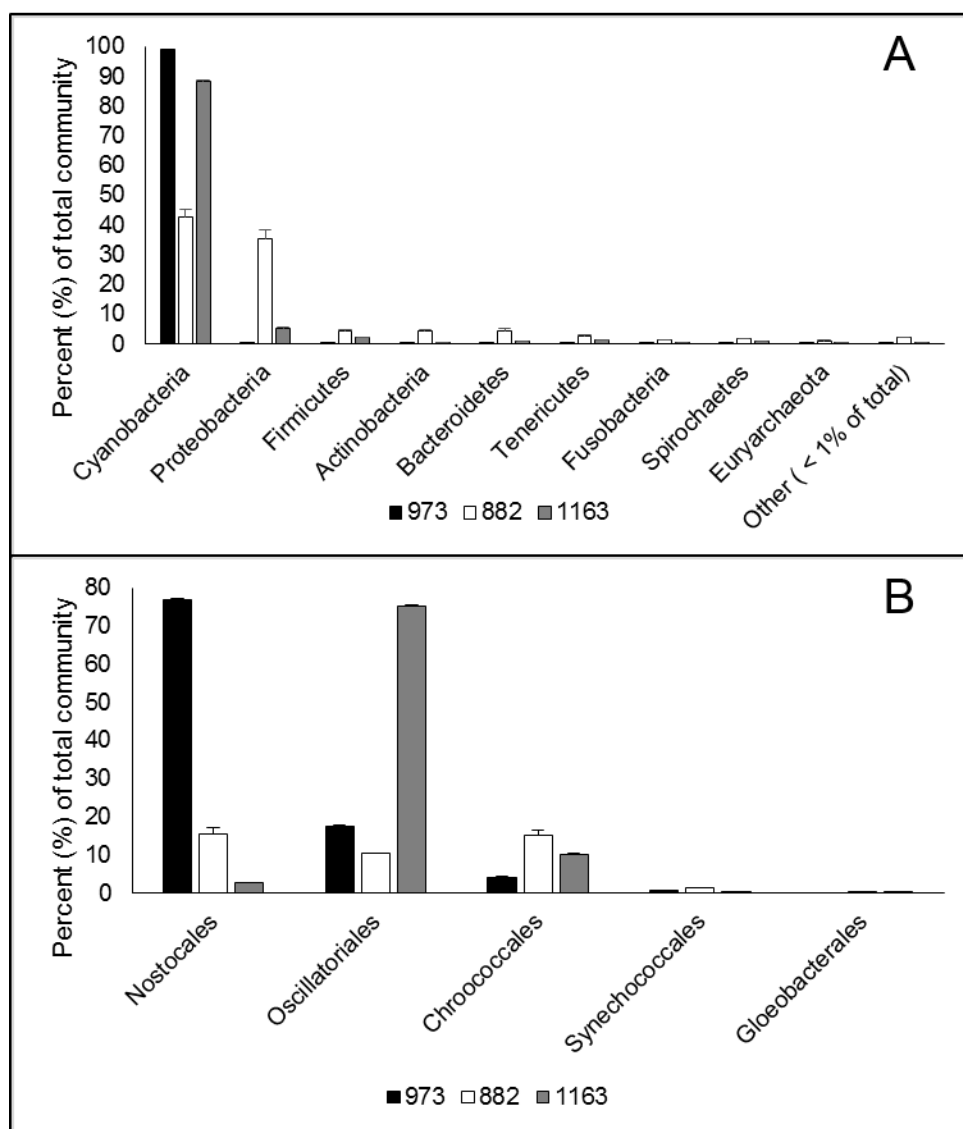 A
Percent (%) of total community
100
90
80
70
60
50
40
30
20
10
0
Cyanobacteria
Proteobacteria
Firmicutes
Actinobacteria
Bacteroidetes
Tenericutes
Fusobacteria
Spirochaetes
Euryarchaeota
Other ( < 1% of total)
973 882 1163
B
Percent (%) of total community
80
70
60
50
40
30
20
10
0
Nostocales
Oscillatoriales
Chroococcales
Synechococcales
Gloeobacterales
973 882 1163